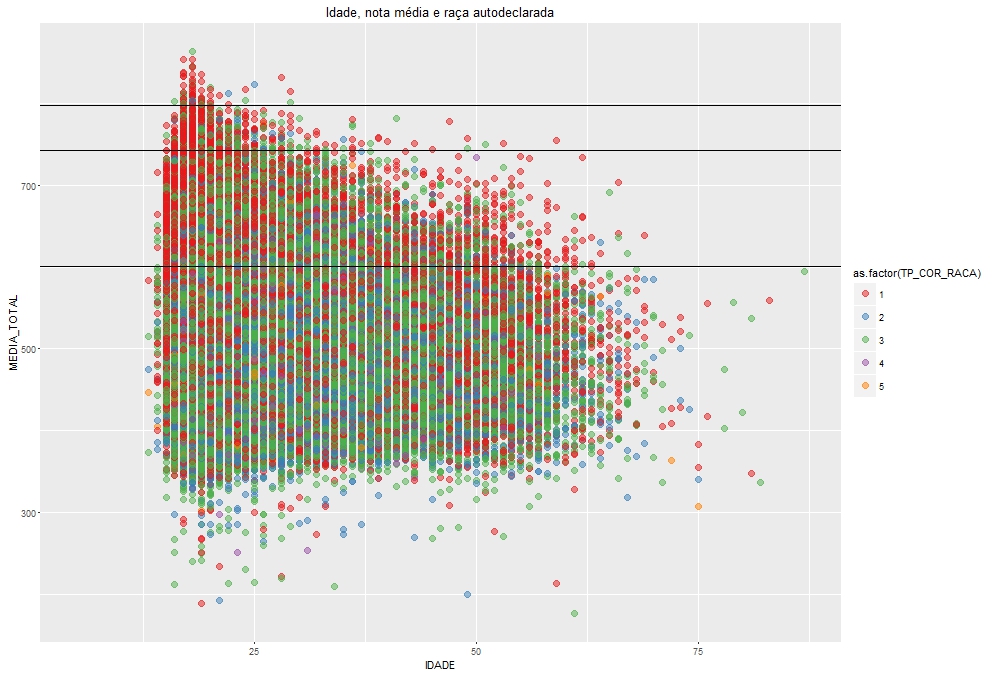 Idade, nota média e raça autodeclarada
MEDIA_TOTAL
700
500
300
25
50
75
IDADE
as.factor(TP_COR_RACA)
1
2
3
4
5